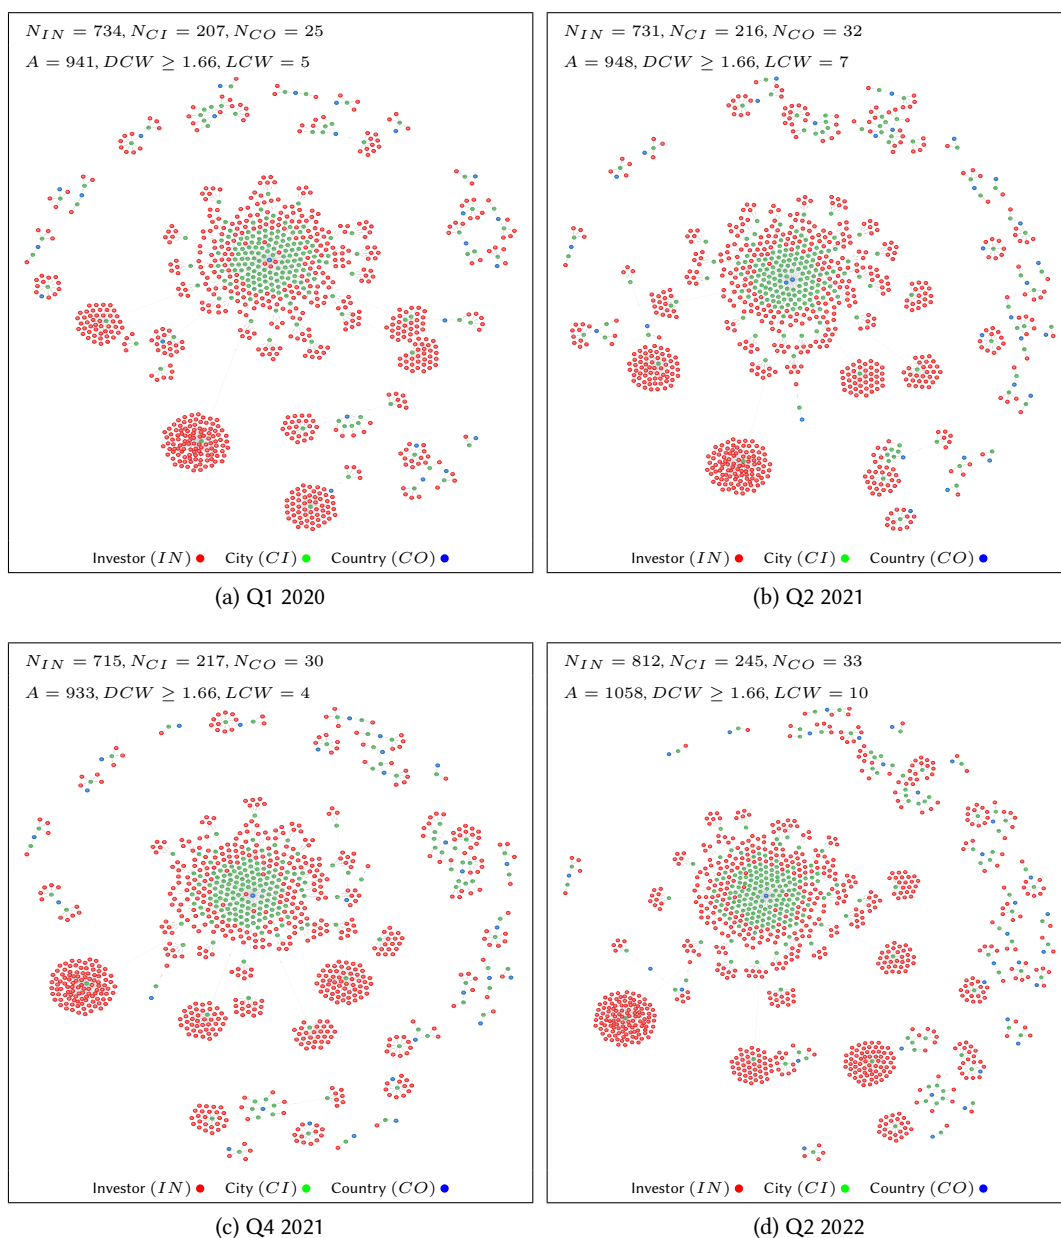 N_IN = 734, N_CI = 207, N_CO = 25
A = 941, DCW ≥ 1.66, LCW = 5
Investor (IN) City (CI) Country (CO)
(a) Q1 2020
N_IN = 731, N_CI = 216, N_CO = 32
A = 948, DCW ≥ 1.66, LCW = 7
Investor (IN) City (CI) Country (CO)
(b) Q2 2021
N_IN = 715, N_CI = 217, N_CO = 30
A = 933, DCW ≥ 1.66, LCW = 4
Investor (IN) City (CI) Country (CO)
(c) Q4 2021
N_IN = 812, N_CI = 245, N_CO = 33
A = 1058, DCW ≥ 1.66, LCW = 10
Investor (IN) City (CI) Country (CO)
(d) Q2 2022